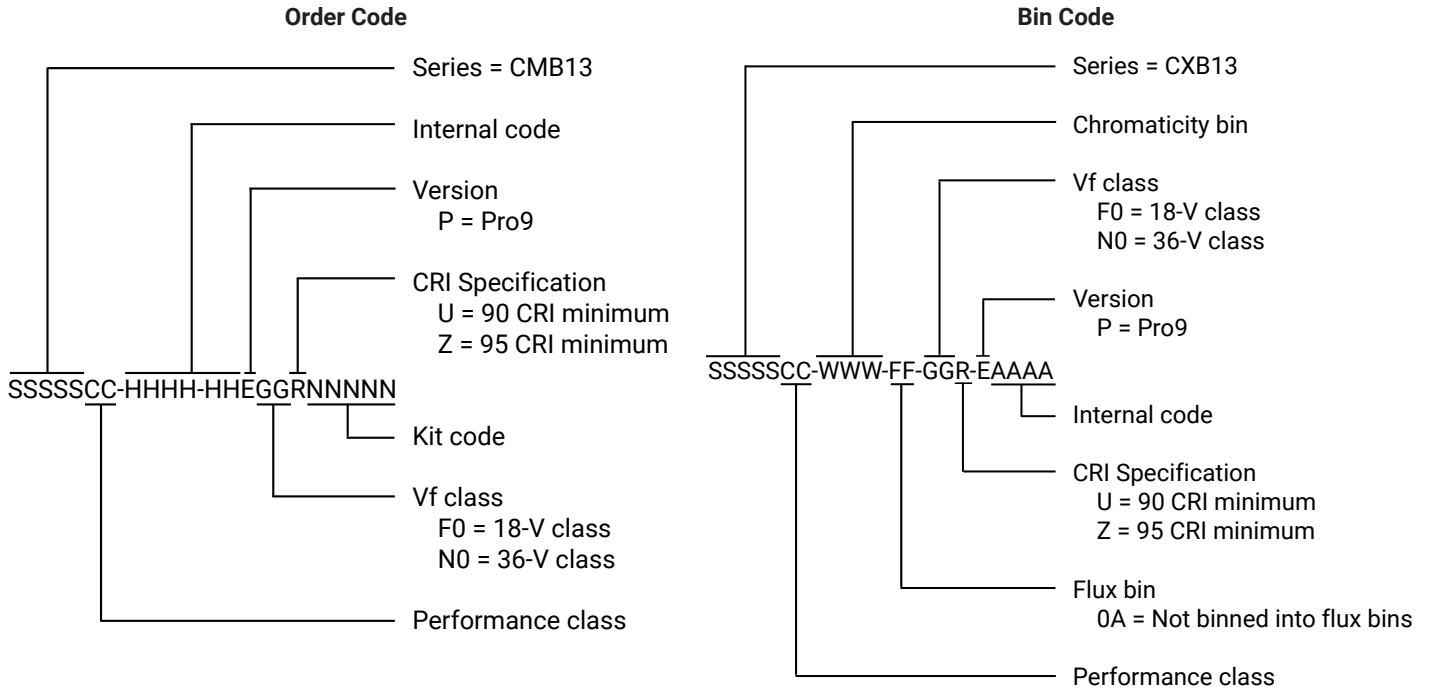 Order Code
Series = CMB13
Internal code
Version
P = Pro9
CRI Specification
U = 90 CRI minimum
Z = 95 CRI minimum
SSSSSCC-HHHH-HHEGGRNNNNN
Kit code
Vf class
F0 = 18-V class
N0 = 36-V class
Performance class
Bin Code
Series = CXB13
Chromaticity bin
Vf class
F0 = 18-V class
N0 = 36-V class
Version
P = Pro9
SSSSSCC-WWW-FF-GGR-EAAAA
Internal code
CRI Specification
U = 90 CRI minimum
Z = 95 CRI minimum
Flux bin
0A = Not binned into flux bins
Performance class